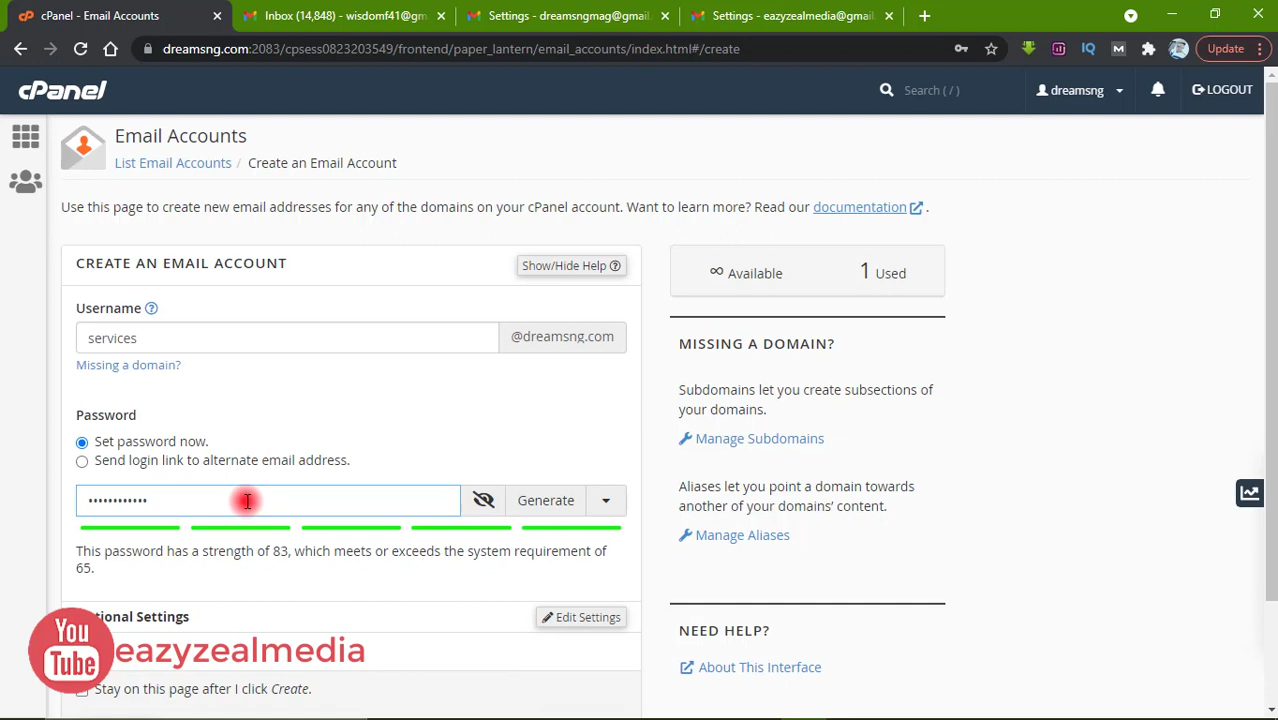 cPanel - Email Accounts
Inbox (14,848) - wisdomf41@gm
Settings - dreamsngmag@gmail.
Settings - eazyzealmedia@gmail.
dreamsng.com:2083/cpsess0823203549/frontend/paper_lantern/email_accounts/index.html#/create
IQ
M
Update
cPanel
Search ( / )
dreamsng
LOGOUT
Email Accounts
List Email Accounts / Create an Email Account
Use this page to create new email addresses for any of the domains on your cPanel account. Want to learn more? Read our documentation .
CREATE AN EMAIL ACCOUNT
Show/Hide Help
Username
services
@dreamsng.com
Missing a domain?
Password
Set password now.
Send login link to alternate email address.
••••••••••••
Generate
This password has a strength of 83, which meets or exceeds the system requirement of
65.
tional Settings
Edit Settings
You
Tube
eazyzealmedia
Stay on this page after I click Create.
∞ Available
1 Used
MISSING A DOMAIN?
Subdomains let you create subsections of
your domains.
Manage Subdomains
Aliases let you point a domain towards
another of your domains’ content.
Manage Aliases
NEED HELP?
About This Interface